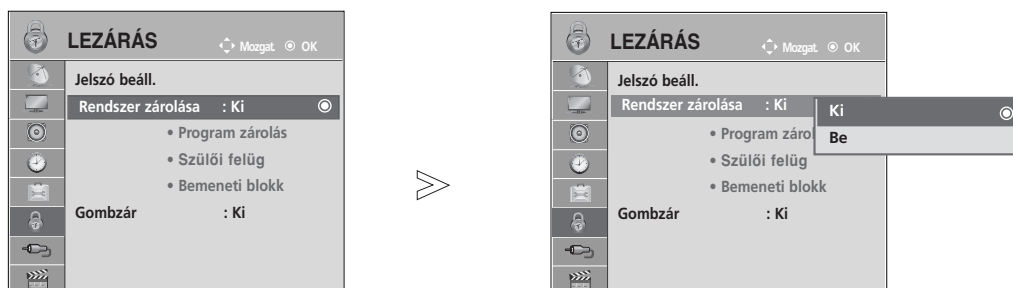 LEZÁRÁS Mozgat. OK
Jelszó beáll.
Rendszer zárolása : Ki
• Program zárolás
• Szülői felüg
• Bemeneti blokk
Gombzár : Ki
LEZÁRÁS Mozgat. OK
Jelszó beáll.
Rendszer zárolása : Ki
• Program zárol
• Szülői felüg
• Bemeneti blokk
Gombzár : Ki
Ki
Be